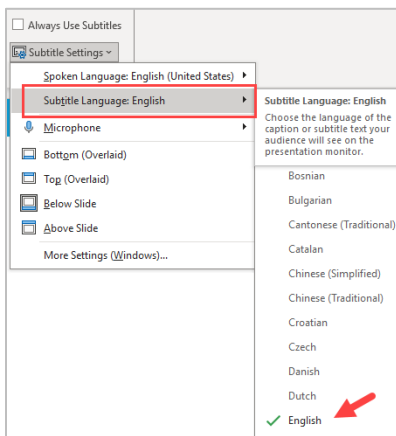 Always Use Subtitles
Subtitle Settings
Spoken Language: English (United States)
Subtitle Language: English
Microphone
Bottom (Overlaid)
Top (Overlaid)
Below Slide
Above Slide
More Settings (Windows)...
Subtitle Language: English
Choose the language of the
caption or subtitle text your
audience will see on the
presentation monitor.
Bosnian
Bulgarian
Cantonese (Traditional)
Catalan
Chinese (Simplified)
Chinese (Traditional)
Croatian
Czech
Danish
Dutch
English